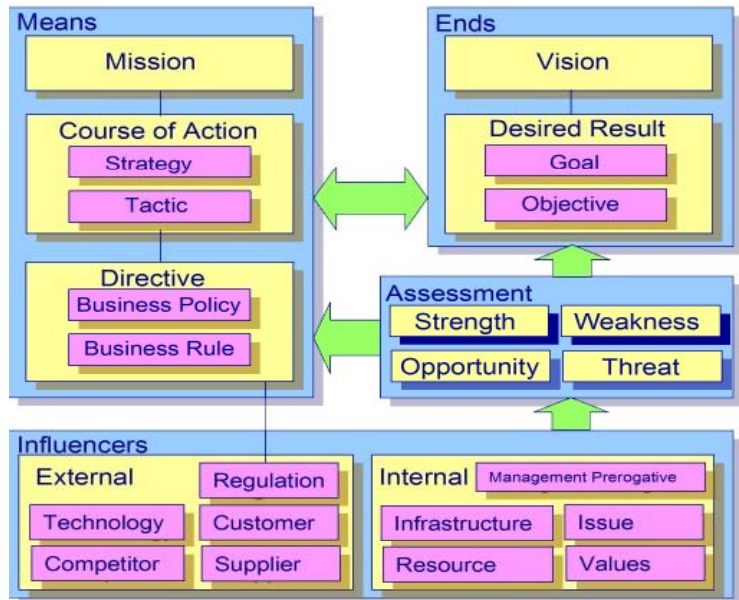 Means
Mission
Course of Action
Strategy
Tactic
Directive
Business Policy
Business Rule
Ends
Vision
Desired Result
Goal
Objective
Assessment
Strength
Weakness
Opportunity
Threat
Influencers
External
Regulation
Technology
Customer
Competitor
Supplier
Internal
Management Prerogative
Infrastructure
Issue
Resource
Values